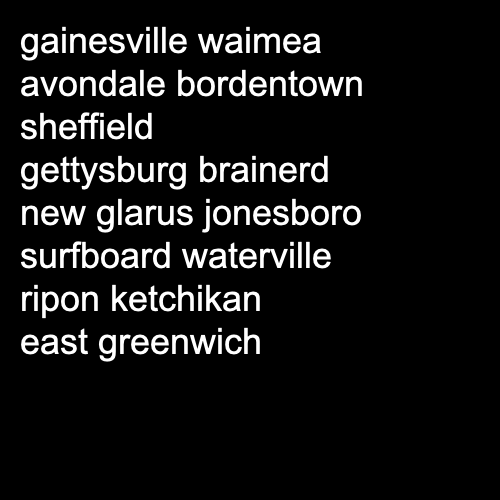 gainesville waimea
avondale bordentown
sheffield
gettysburg brainerd
new glarus jonesboro
surfboard waterville
ripon ketchikan
east greenwich